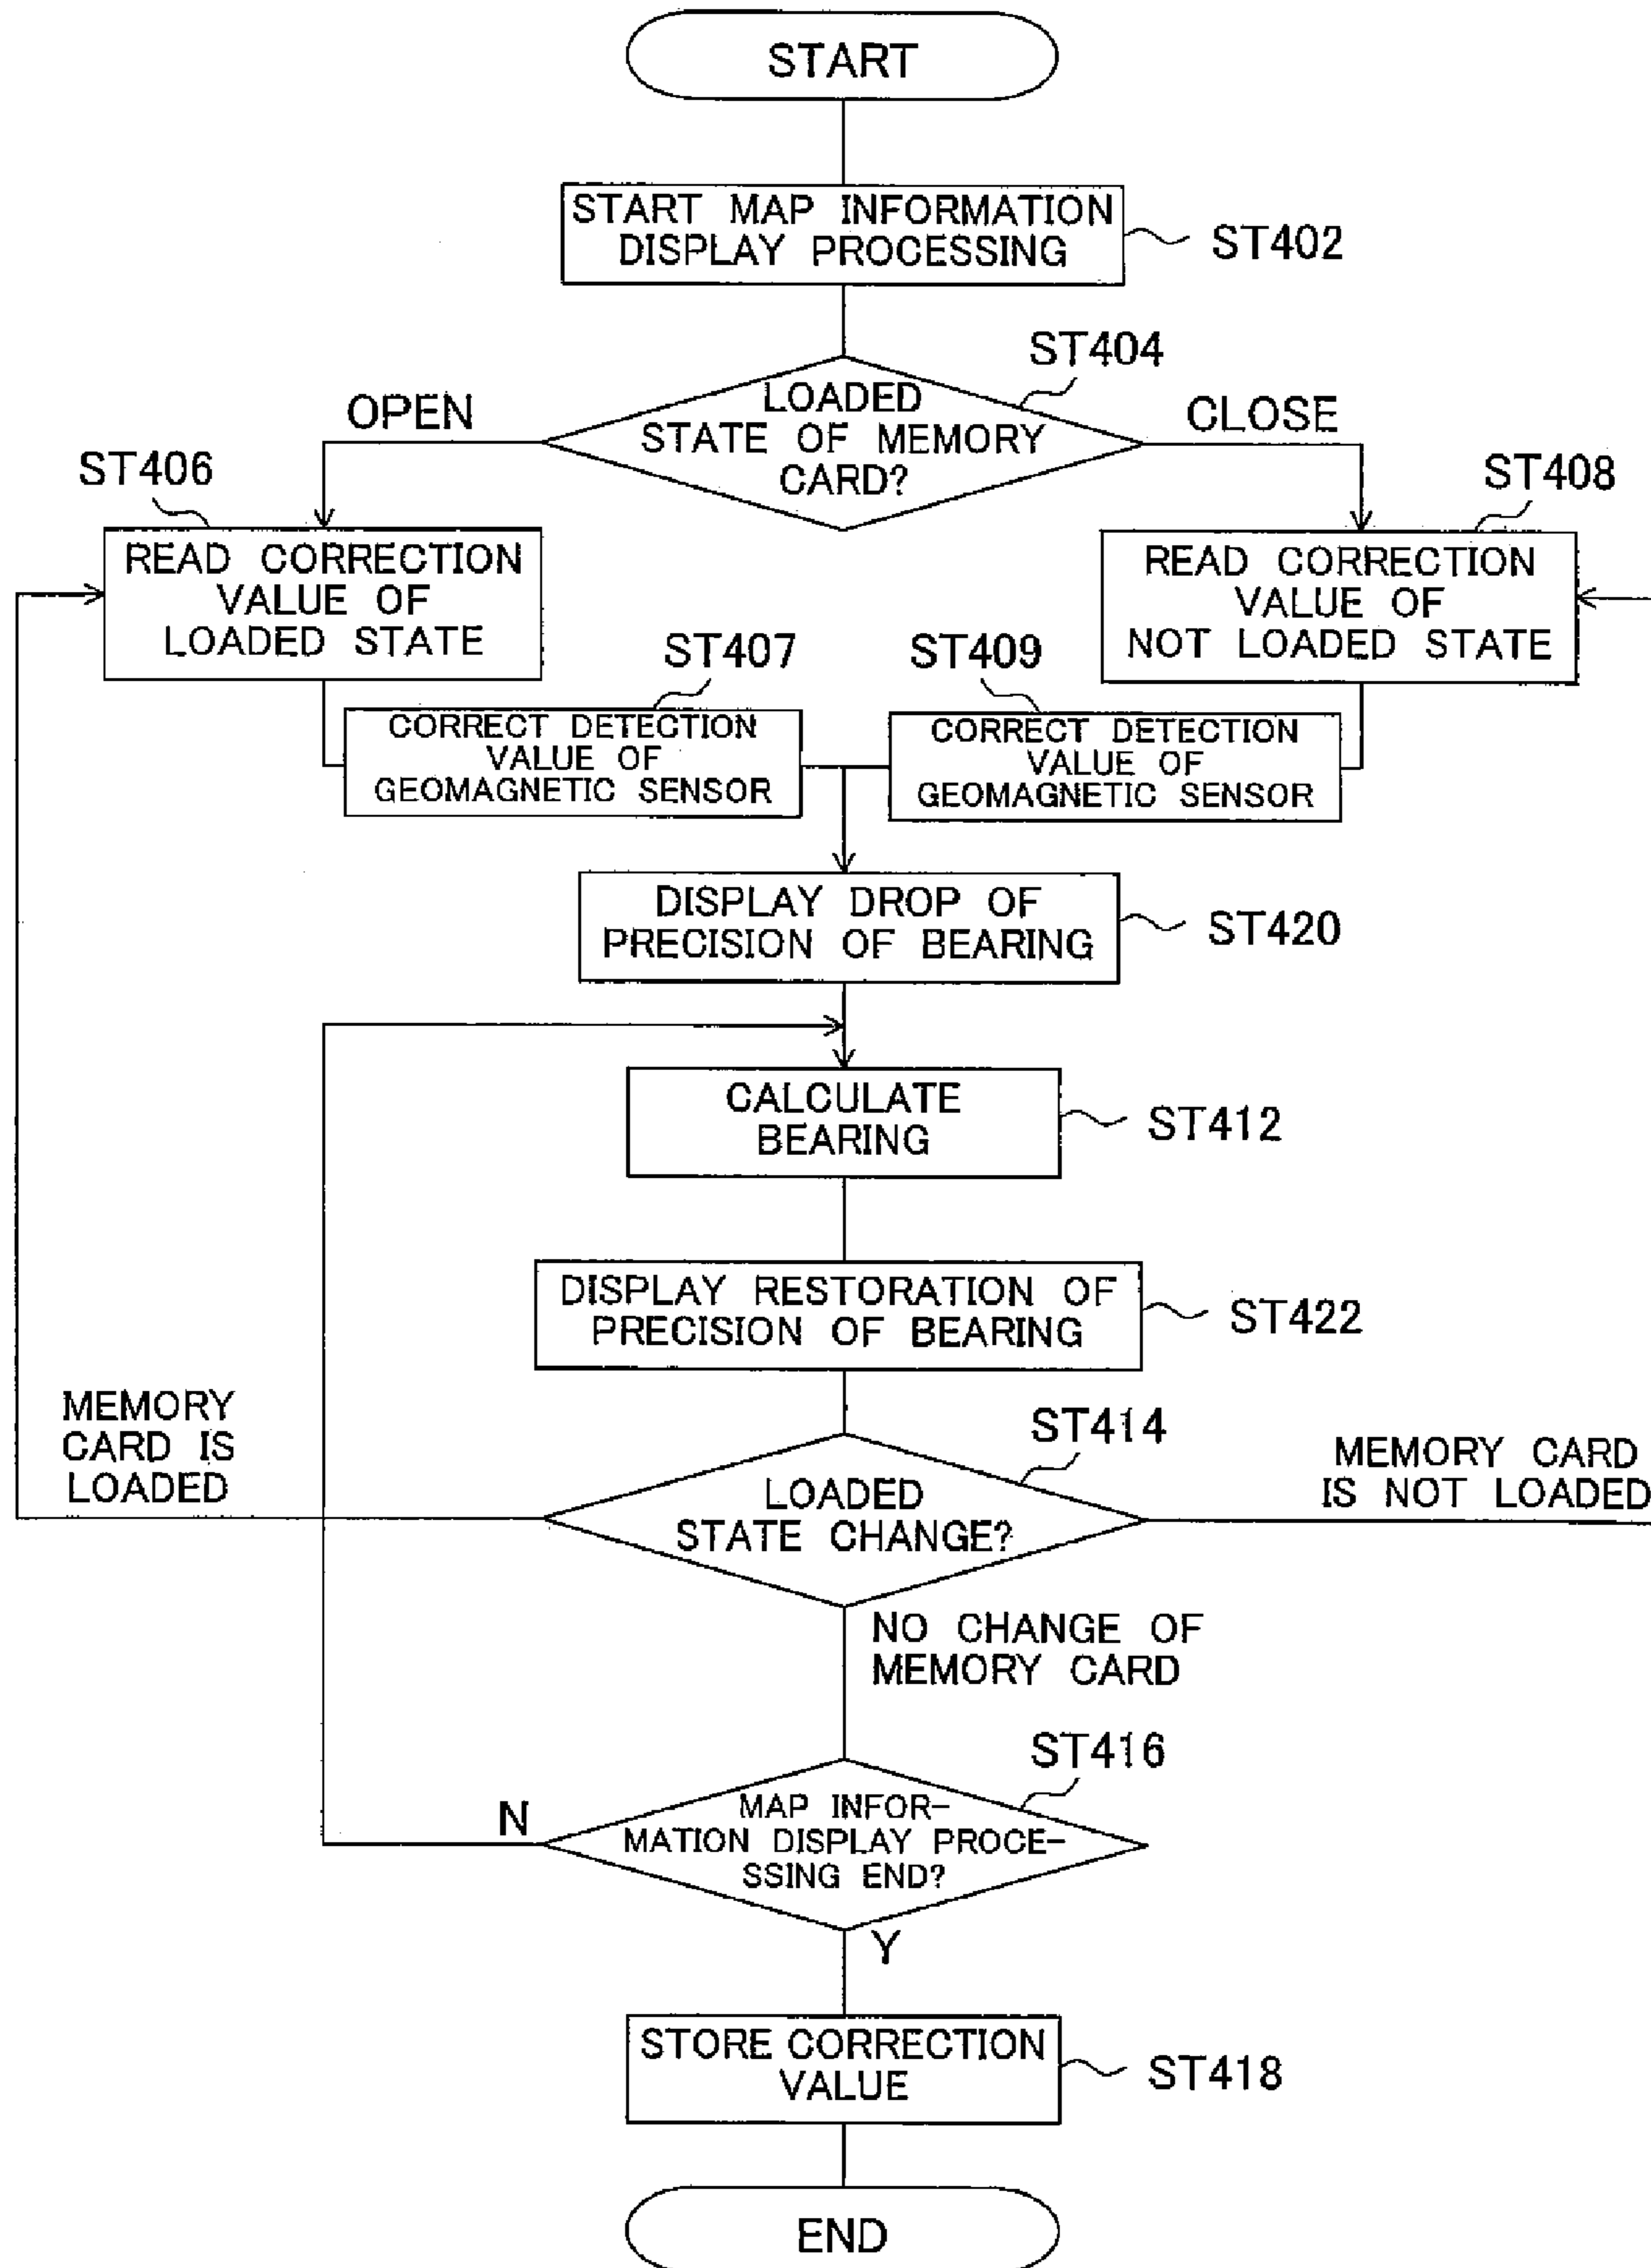 START
START MAP INFORMATION
DISPLAY PROCESSING
ST402
ST404
LOADED
STATE OF MEMORY
CARD?
OPEN
CLOSE
ST406
READ CORRECTION
VALUE OF
LOADED STATE
ST408
READ CORRECTION
VALUE OF
NOT LOADED STATE
ST407
CORRECT DETECTION
VALUE OF
GEOMAGNETIC SENSOR
ST409
CORRECT DETECTION
VALUE OF
GEOMAGNETIC SENSOR
DISPLAY DROP OF
PRECISION OF BEARING
ST420
CALCULATE
BEARING
ST412
DISPLAY RESTORATION OF
PRECISION OF BEARING
ST422
MEMORY
CARD IS
LOADED
ST414
LOADED
STATE CHANGE?
MEMORY CARD
IS NOT LOADED
NO CHANGE OF
MEMORY CARD
ST416
N
MAP INFOR-
MATION DISPLAY PROCE-
SSING END?
Y
STORE CORRECTION
VALUE
ST418
END